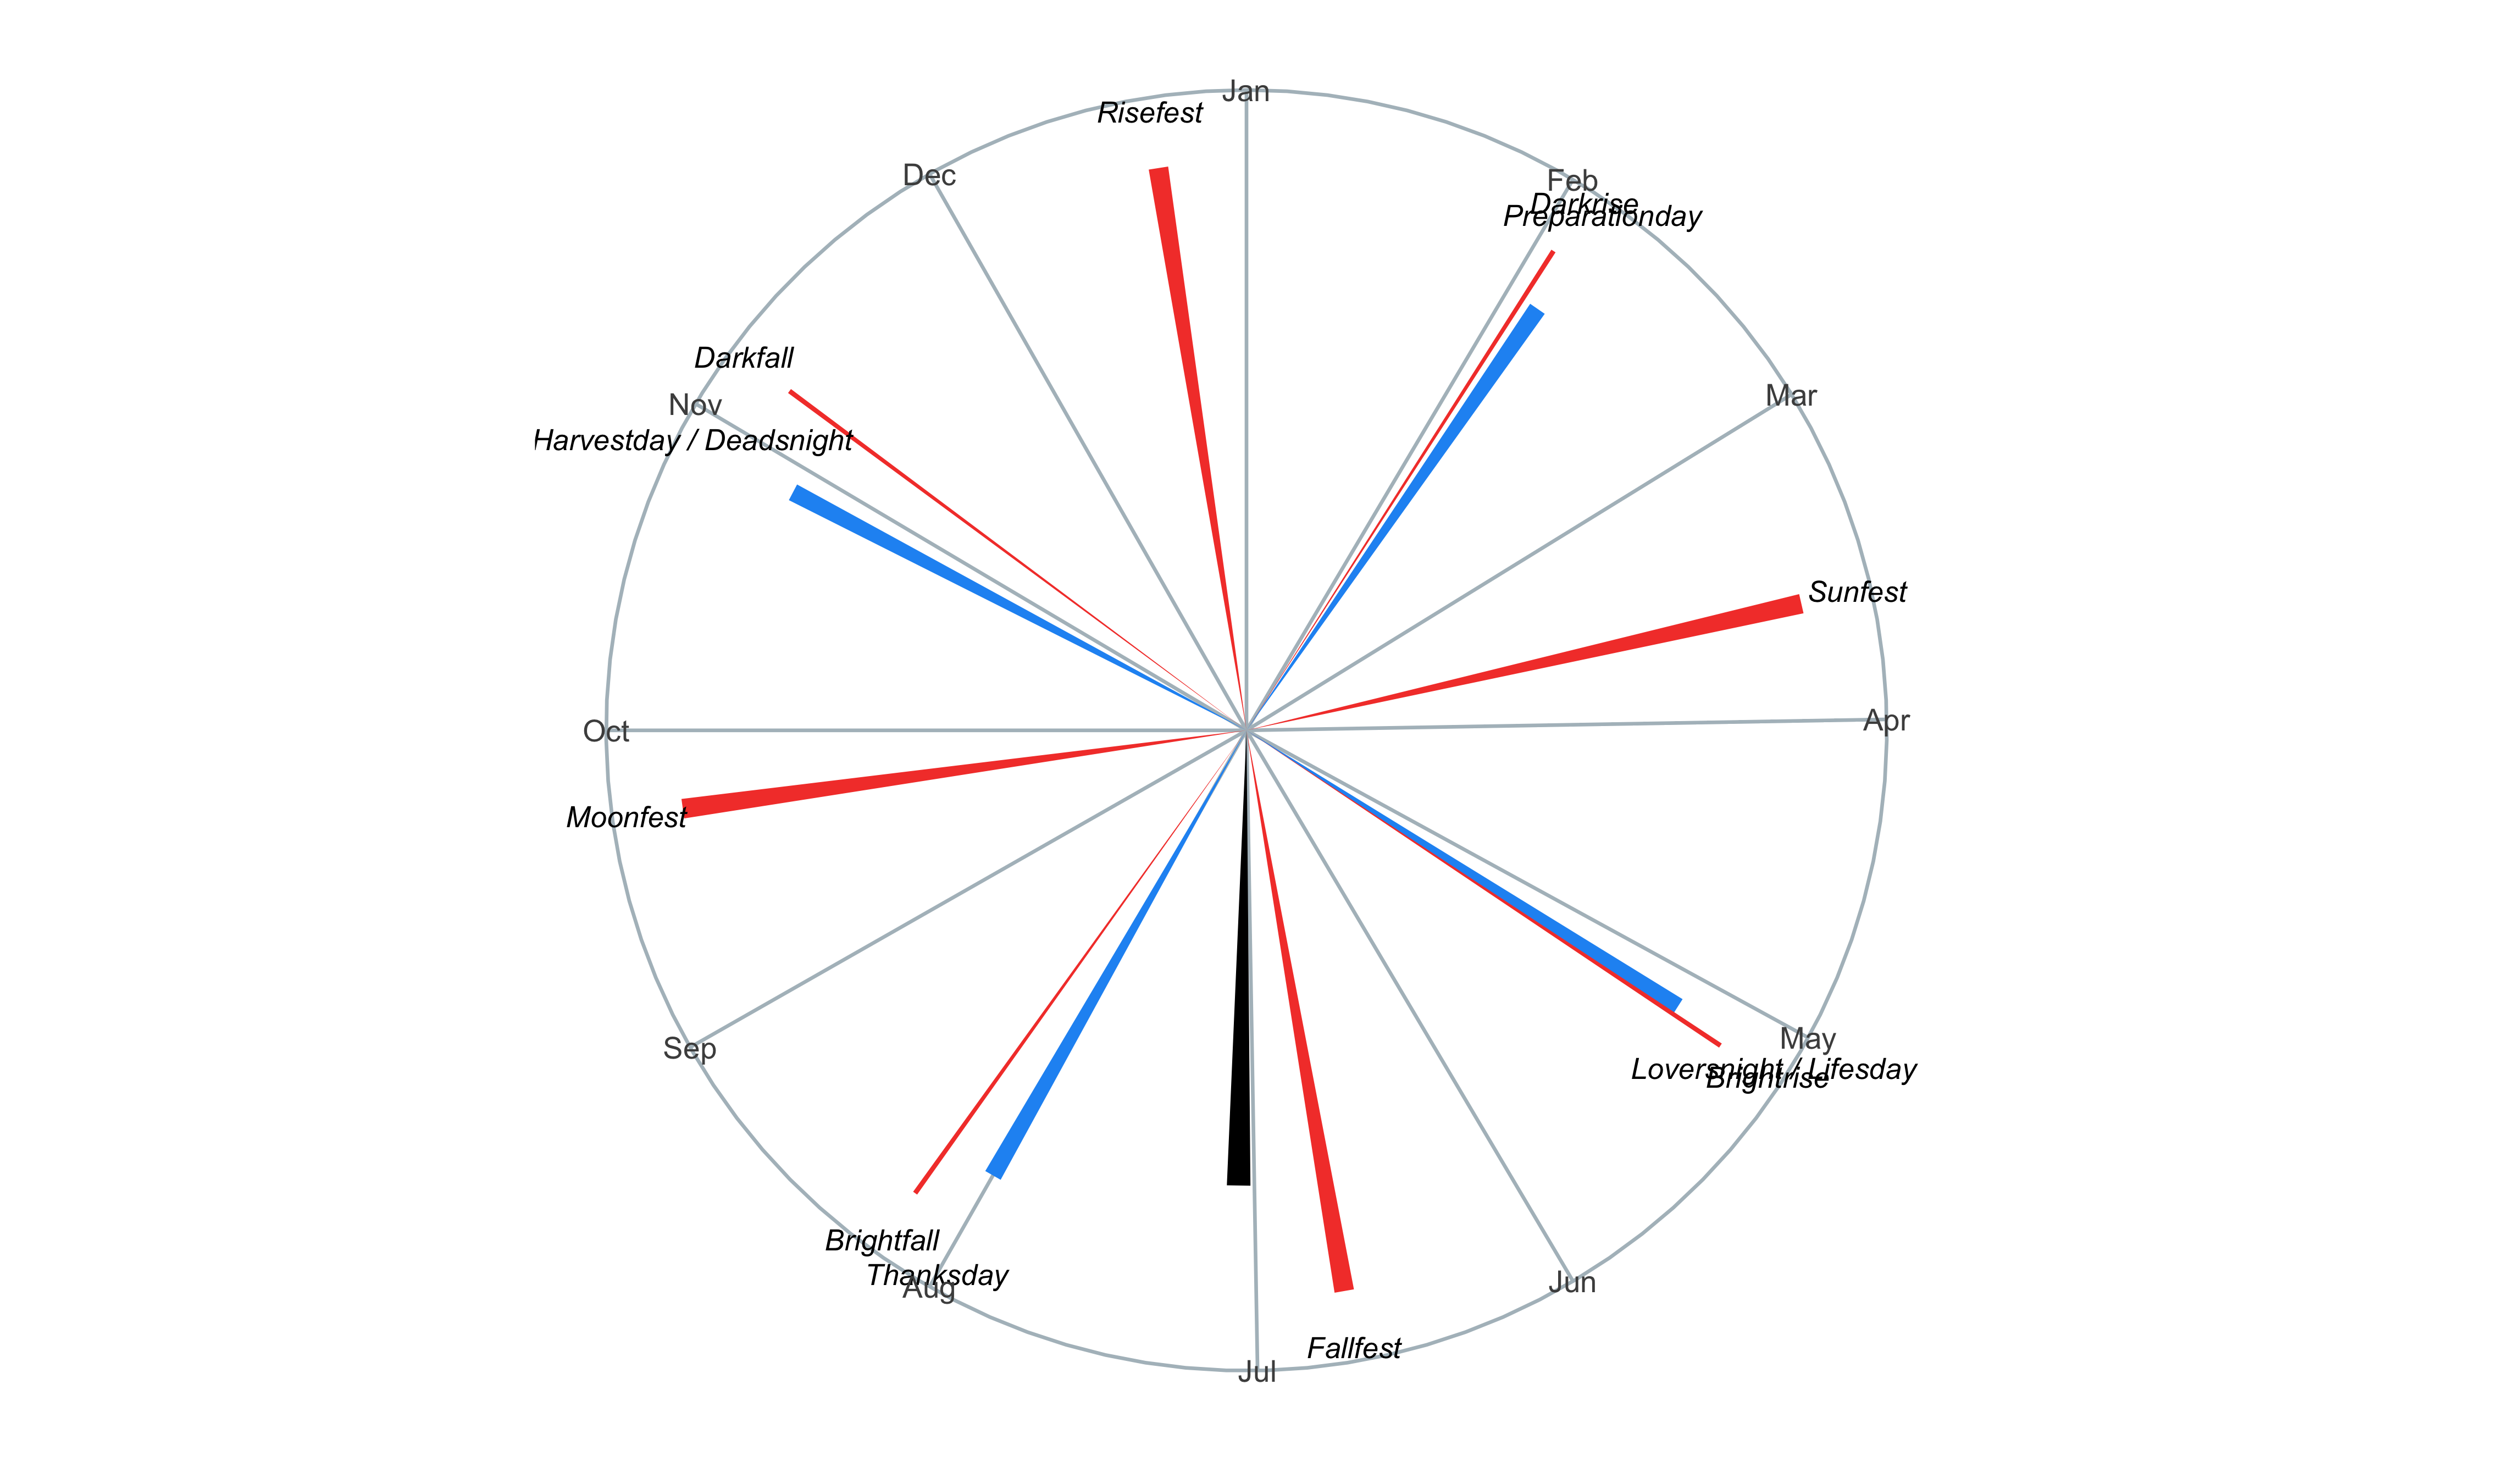 Jan
Risefest
Dec
Feb
Darkrise
Preparationday
Darkfall
Mar
Nov
Harvestday / Deadsnight
Sunfest
Apr
Oct
Moonfest
May
Sep
Loversnight / Lifesday
Brightrise
Brightfall
Thanksday
Aug
Jun
Fallfest
Jul